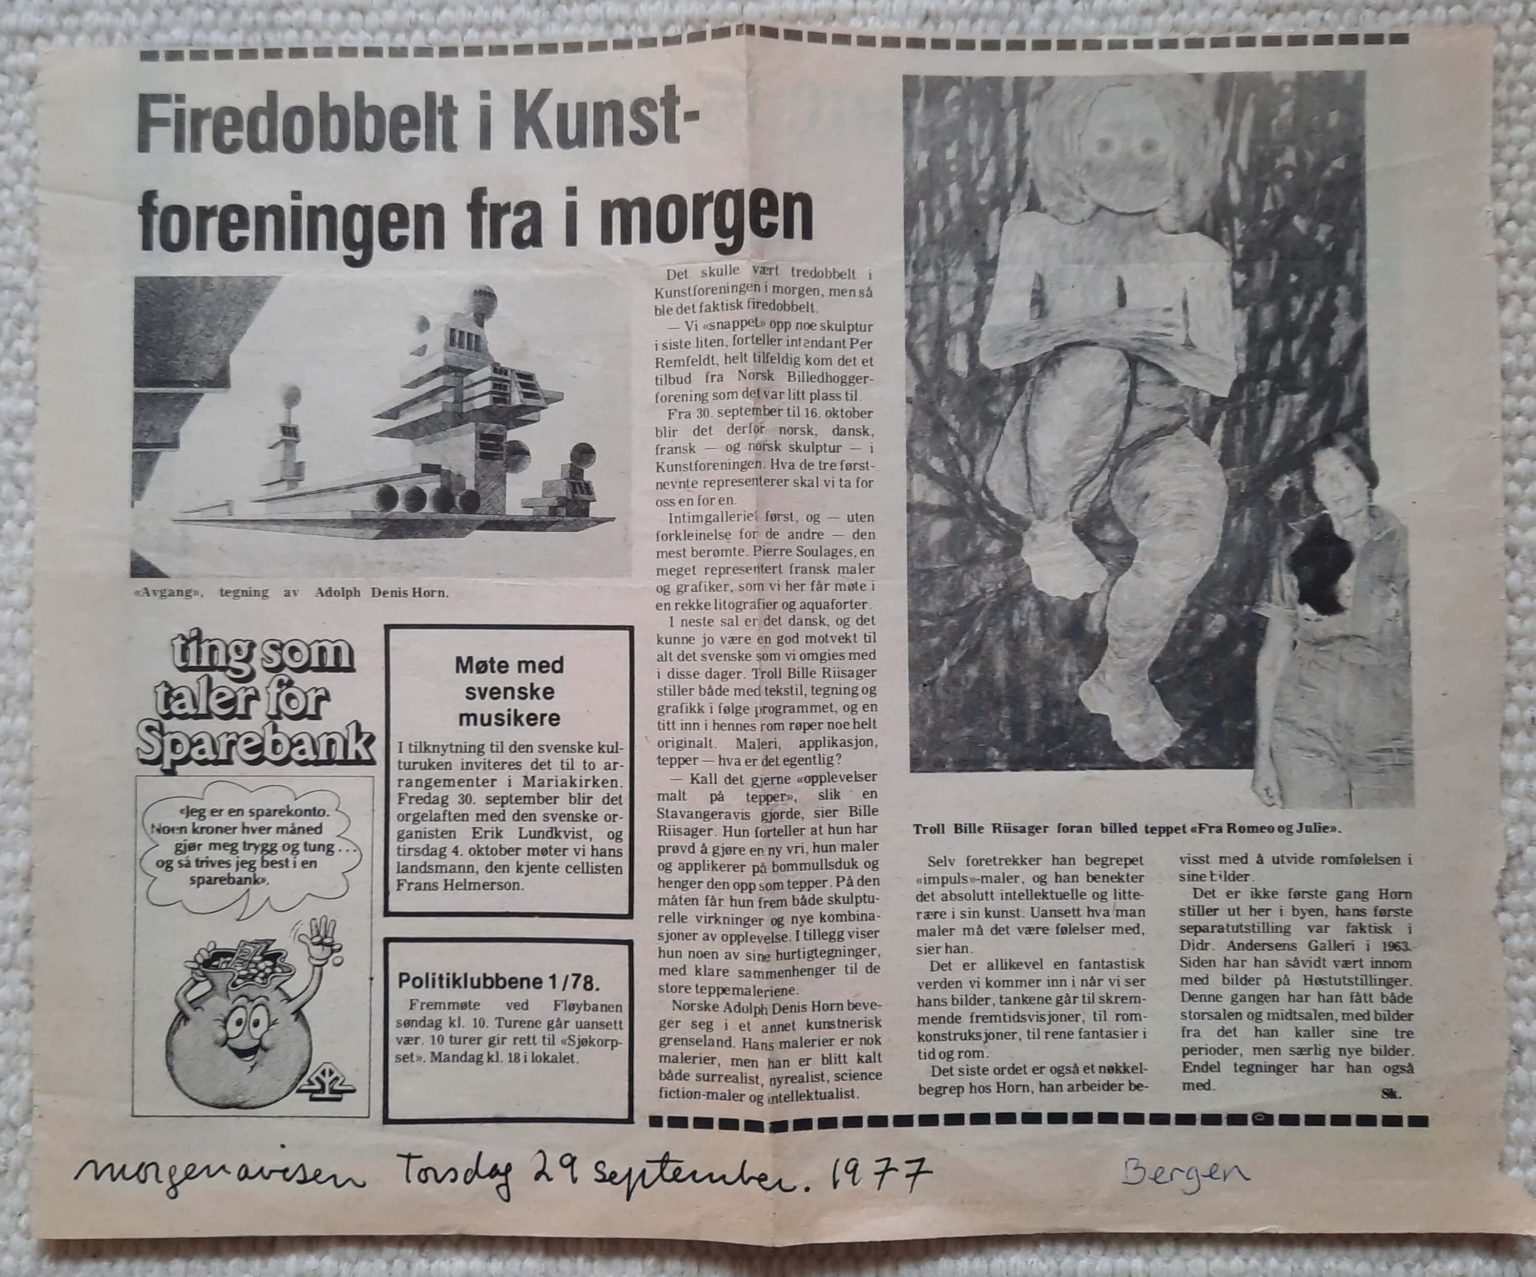 Firedobbelt i Kunst-
foreningen fra i morgen
«Avgang», tegning av Adolph Denis Horn.
ting som
taler for
Sparebank
«Jeg er en sparekonto.
Noen kroner hver måned
gjør meg trygg og tung...
og så trives jeg best i en
sparebank».
Møte med
svenske
musikere
I tilknytning til den svenske kul-
turuken inviteres det til to ar-
rangementer i Mariakirken.
Fredag 30. september blir det
orgelaften med den svenske or-
ganisten Erik Lundkvist, og
tirsdag 4. oktober møter vi hans
landsmann, den kjente cellisten
Frans Helmerson.
Politiklubbene 1/78.
Fremmøte ved Fløybanen
søndag kl. 10. Turene går uansett
vær. 10 turer gir rett til «Sjøkorp-
set». Mandag kl. 18 i lokalet.
Det skulle vært tredobbelt i
Kunstforeningen i morgen, men så
ble det faktisk firedobbelt.
— Vi «snappet» opp noe skulptur
i siste liten, forteller intendant Per
Remfeldt, helt tilfeldig kom det et
tilbud fra Norsk Billedhogger-
forening som det var litt plass til.
Fra 30. september til 16. oktober
blir det derfor norsk, dansk,
fransk — og norsk skulptur — i
Kunstforeningen. Hva de tre først-
nevnte representerer skal vi ta for
oss en for en.
Intimgalleriet først, og — uten
forkleinelse for de andre — den
mest berømte. Pierre Soulages, en
meget representert fransk maler
og grafiker, som vi her får møte i
en rekke litografier og aquaforter.
I neste sal er det dansk, og det
kunne jo være en god motvekt til
alt det svenske som vi omgies med
i disse dager. Troll Bille Riisager
stiller både med tekstil, tegning og
grafikk i følge programmet, og en
titt inn i hennes rom røper noe helt
originalt. Maleri, applikasjon,
tepper — hva er det egentlig?
— Kall det gjerne «opplevelser
malt på tepper», slik en
Stavangeravis gjorde, sier Bille
Riisager. Hun forteller at hun har
prøvd å gjøre en ny vri, hun maler
og applikerer på bommullsduk og
henger den opp som tepper. På den
måten får hun frem både skulptu-
relle virkninger og nye kombina-
sjoner av opplevelse. I tillegg viser
hun noen av sine hurtigtegninger,
med klare sammenhenger til de
store teppemaleriene.
Norske Adolph Denis Horn beve-
ger seg i et annet kunstnerisk
grenseland. Hans malerier er nok
malerier, men han er blitt kalt
både surrealist, nyrealist, science
fiction-maler og intellektualist.
Troll Bille Riisager foran billed teppet «Fra Romeo og Julie».
Selv foretrekker han begrepet
«impuls»-maler, og han benekter
det absolutt intellektuelle og litte-
rære i sin kunst. Uansett hva man
maler må det være følelser med,
sier han.
Det er allikevel en fantastisk
verden vi kommer inn i når vi ser
hans bilder, tankene går til skrem-
mende fremtidsvisjoner, til rom-
konstruksjoner, til rene fantasier i
tid og rom.
Det siste ordet er også et nøkkel-
begrep hos Horn, han arbeider be-
visst med å utvide romfølelsen i
sine bilder.
Det er ikke første gang Horn
stiller ut her i byen, hans første
separatutstilling var faktisk i
Didr. Andersens Galleri i 1963.
Siden har han såvidt vært innom
med bilder på Høstutstillinger.
Denne gangen har han fått både
storsalen og midtsalen, med bilder
fra det han kaller sine tre
perioder, men særlig nye bilder.
Endel tegninger har han også
med.
Sk.
morgenavisen Torsdag 29 september. 1977
Bergen